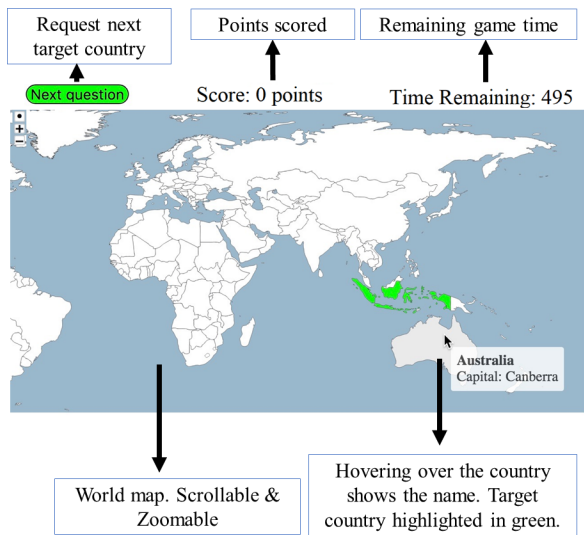 Request next
target country
Points scored
Remaining game time
Next question
Score: 0 points
Time Remaining: 495
•
+
−
Australia
Capital: Canberra
World map. Scrollable &
Zoomable
Hovering over the country
shows the name. Target
country highlighted in green.